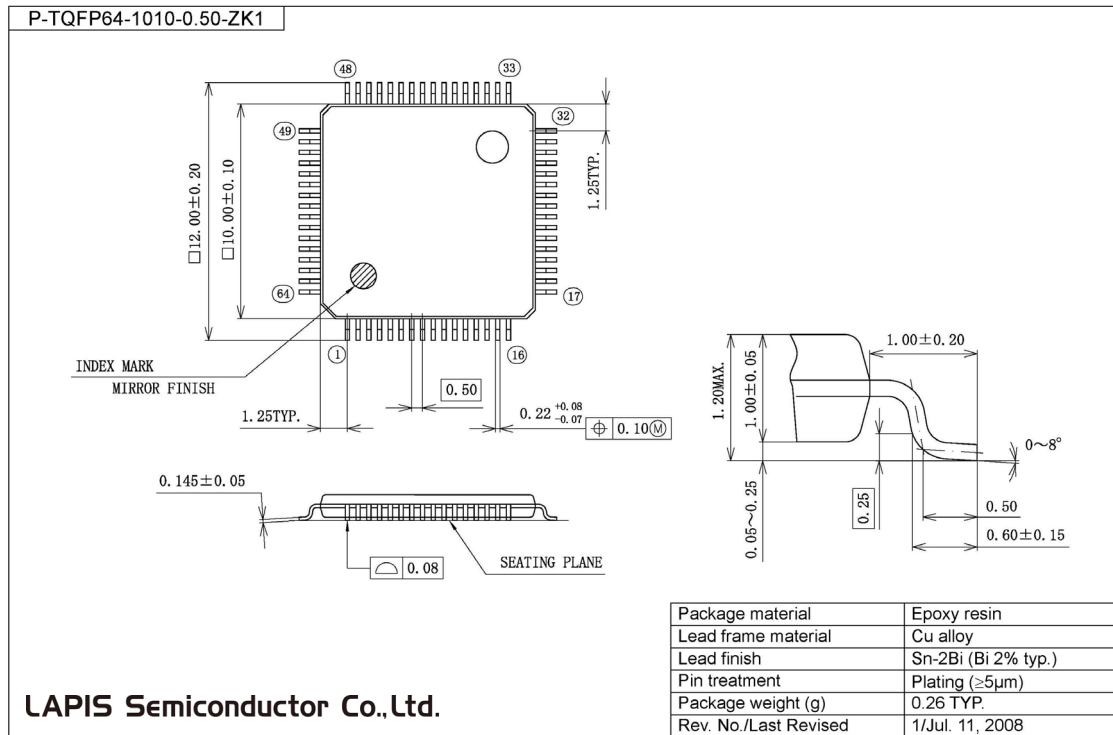 P-TQFP64-1010-0.50-ZK1
48
33
49
32
□12.00±0.20
□10.00±0.10
1.25TYP.
64
17
1
16
INDEX MARK
MIRROR FINISH
0.50
1.25TYP.
0.22 +0.08 -0.07
⌖ 0.10Ⓜ
0.145±0.05
⌓ 0.08
SEATING PLANE
1.20MAX.
1.00±0.05
1.00±0.20
0~8°
0.05~0.25
0.25
0.50
0.60±0.15
Package material Epoxy resin
Lead frame material Cu alloy
Lead finish Sn-2Bi (Bi 2% typ.)
Pin treatment Plating (≥5μm)
Package weight (g) 0.26 TYP.
Rev. No./Last Revised 1/Jul. 11, 2008
LAPIS Semiconductor Co.,Ltd.